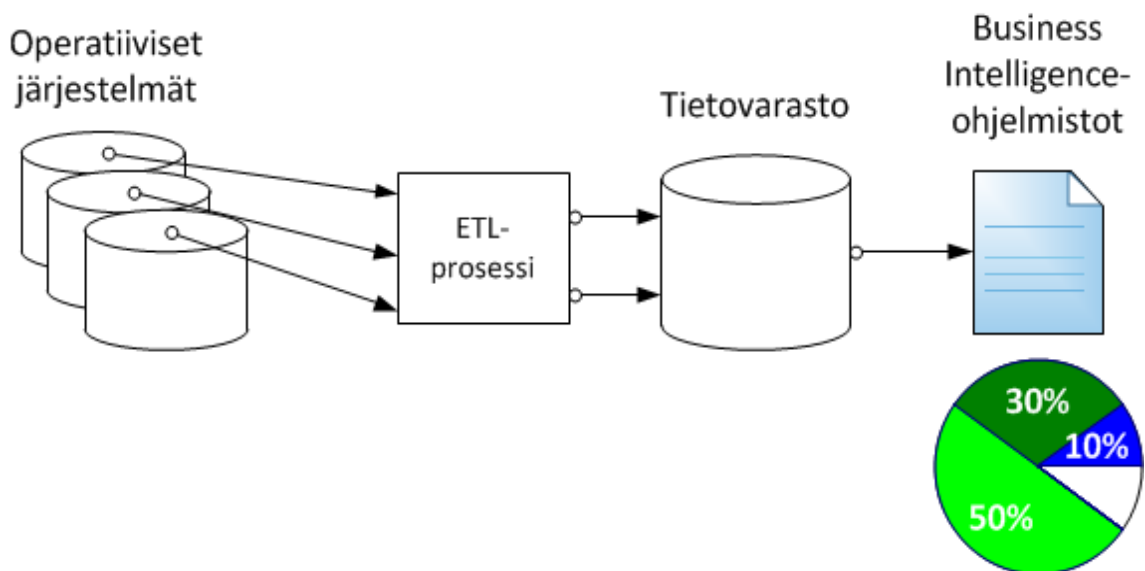 Operatiiviset
järjestelmät
ETL-
prosessi
Tietovarasto
Business
Intelligence-
ohjelmistot
30%
10%
50%